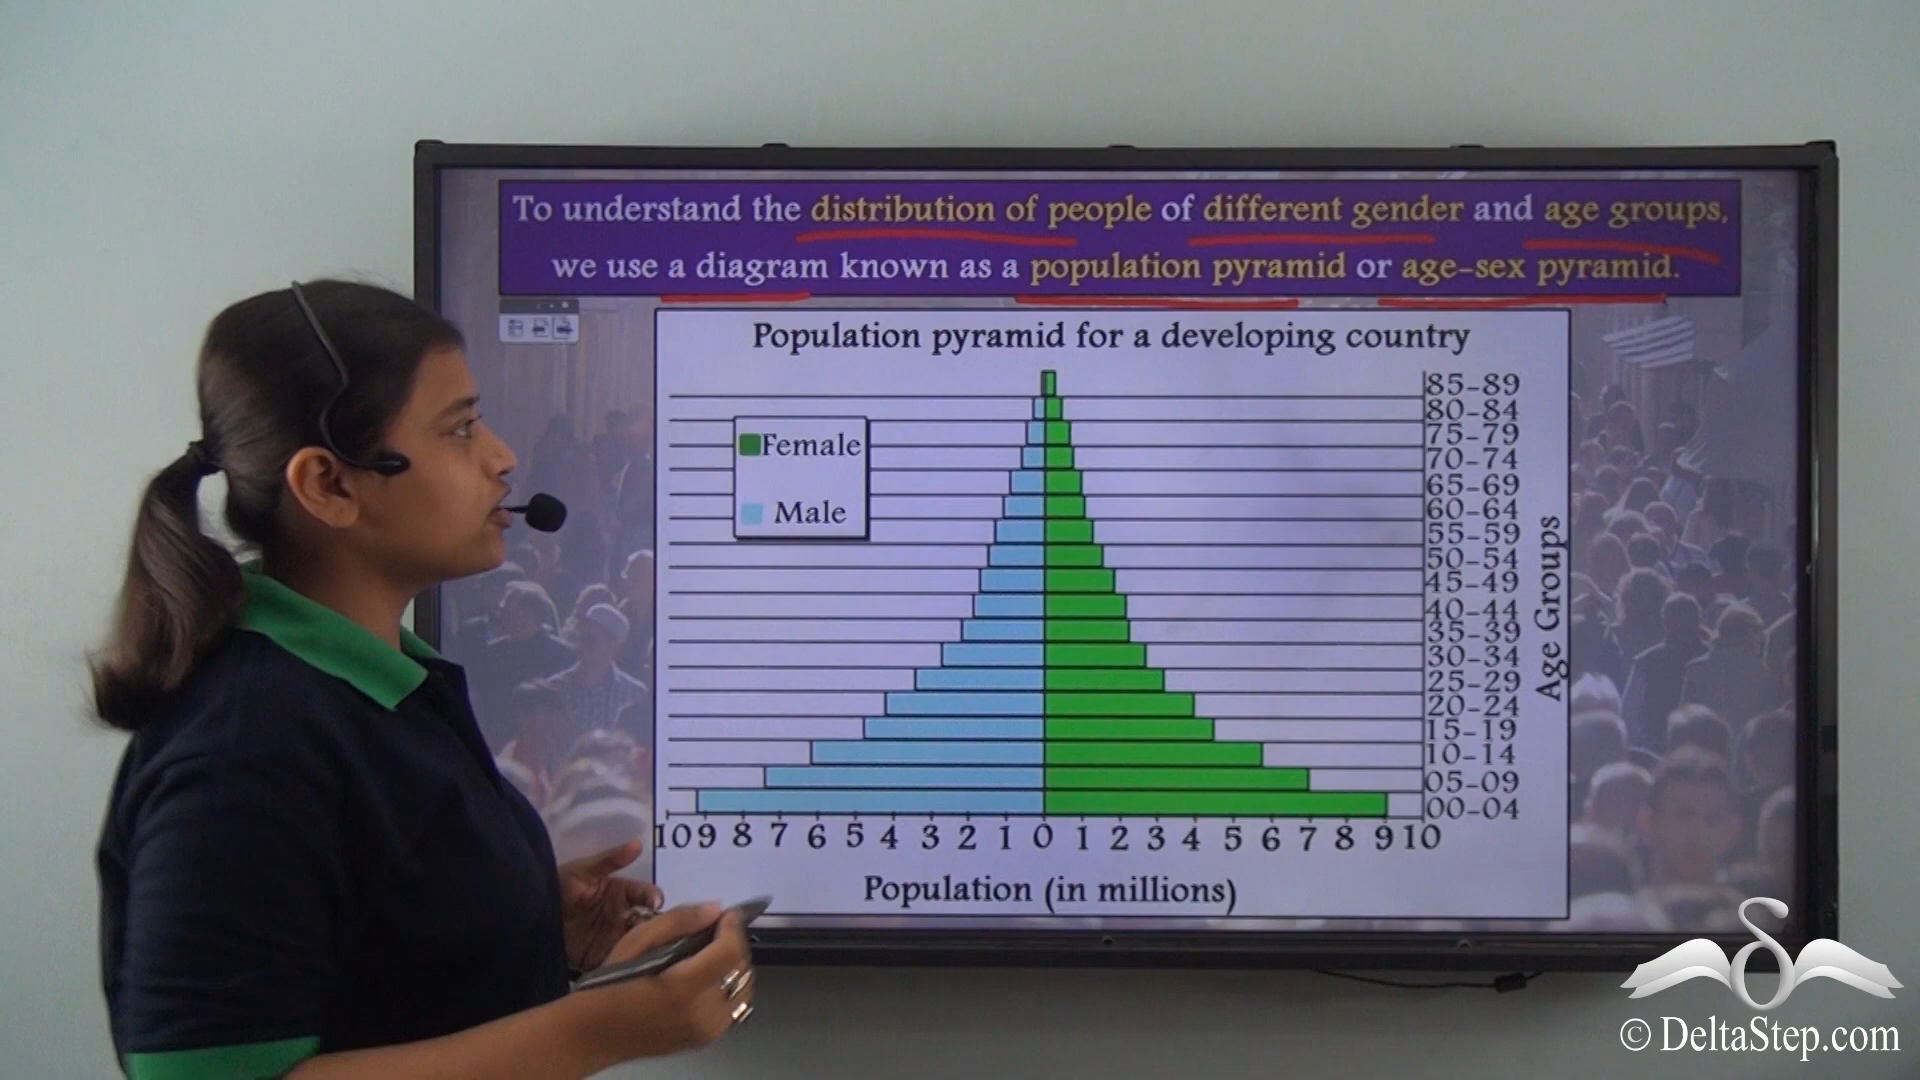 To understand the distribution of people of different gender and age groups,
we use a diagram known as a population pyramid or age-sex pyramid.
Population pyramid for a developing country
Female
Male
85-89
80-84
75-79
70-74
65-69
60-64
55-59
50-54
45-49
40-44
35-39
30-34
25-29
20-24
15-19
10-14
05-09
00-04
Age Groups
10 9 8 7 6 5 4 3 2 1 0 1 2 3 4 5 6 7 8 9 10
Population (in millions)
© DeltaStep.com